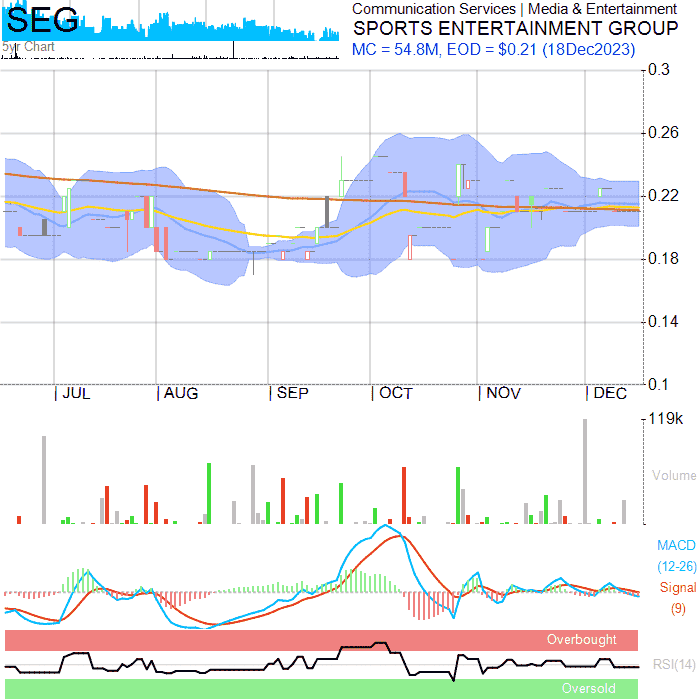 SEG
5yr Chart
Communication Services | Media & Entertainment
SPORTS ENTERTAINMENT GROUP
MC = 54.8M, EOD = $0.21 (18Dec2023)
0.3
0.26
0.22
0.18
0.14
0.1
JUL AUG SEP OCT NOV DEC
119k
Volume
MACD
(12-26)
Signal
(9)
Overbought
RSI(14)
Oversold